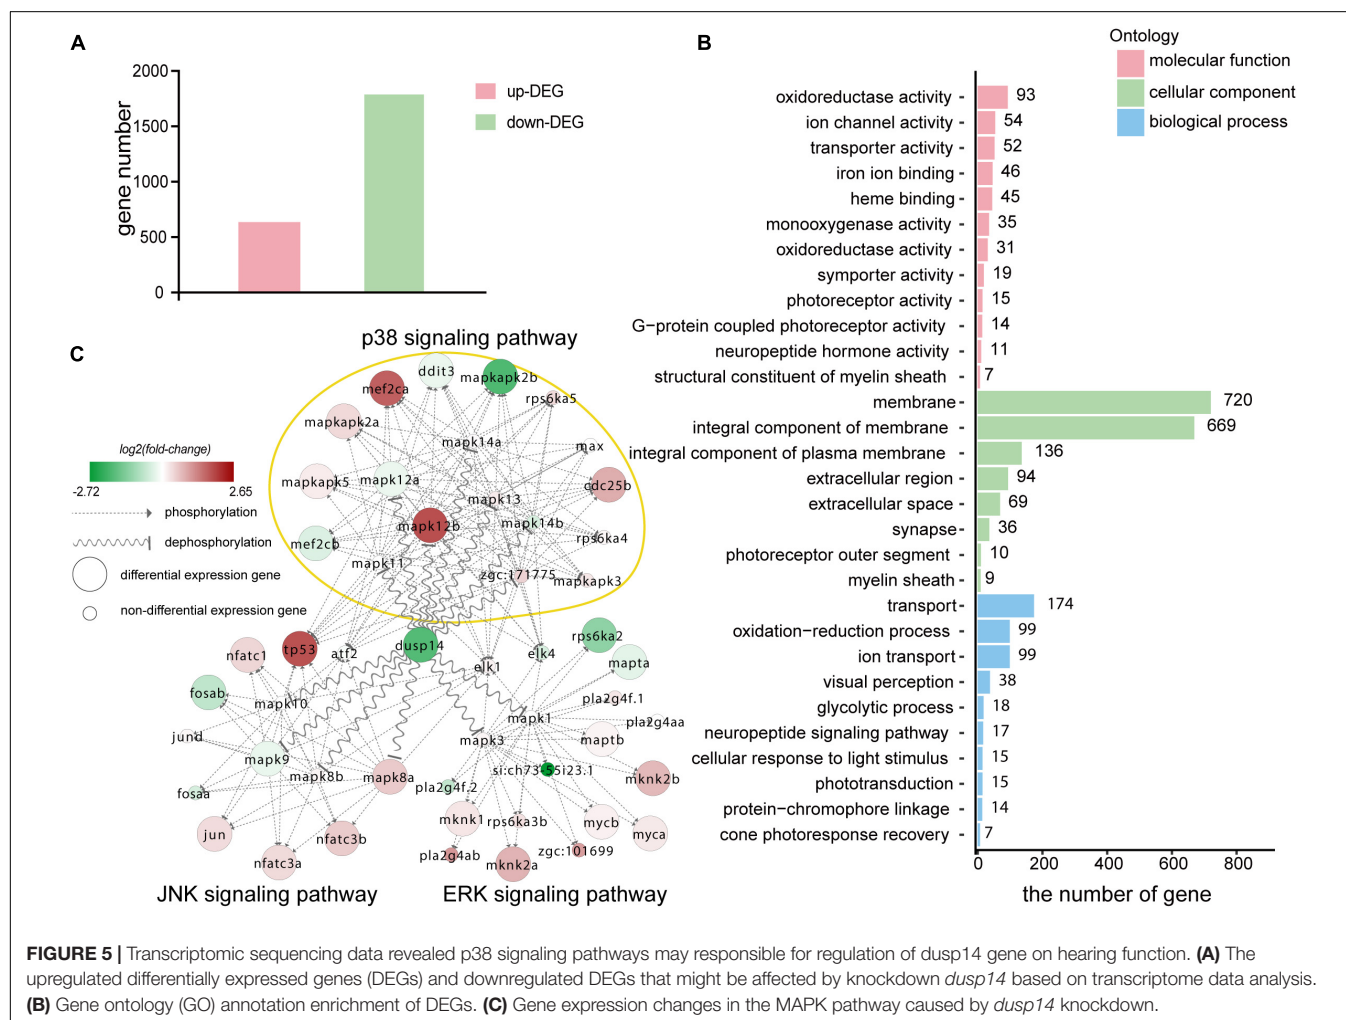 A
2000
1500
1000
500
0
gene number
up-DEG
down-DEG
B
Ontology
molecular function
cellular component
biological process
oxidoreductase activity 93
ion channel activity 54
transporter activity 52
iron ion binding 46
heme binding 45
monooxygenase activity 35
oxidoreductase activity 31
symporter activity 19
photoreceptor activity 15
G−protein coupled photoreceptor activity 14
neuropeptide hormone activity 11
structural constituent of myelin sheath 7
membrane 720
integral component of membrane 669
integral component of plasma membrane 136
extracellular region 94
extracellular space 69
synapse 36
photoreceptor outer segment 10
myelin sheath 9
transport 174
oxidation−reduction process 99
ion transport 99
visual perception 38
glycolytic process 18
neuropeptide signaling pathway 17
cellular response to light stimulus 15
phototransduction 15
protein−chromophore linkage 14
cone photoresponse recovery 7
0 200 400 600 800
the number of gene
C
p38 signaling pathway
log2(fold-change)
-2.72 2.65
phosphorylation
dephosphorylation
differential expression gene
non-differential expression gene
ddit3
mapkapk2b
mef2ca
rps6ka5
mapkapk2a
mapk14a
max
mapkapk5
mapk12a
cdc25b
mapk13
mapk12b
mapk14b
mef2cb
rps6ka4
mapk11
zgc:171775
mapkapk3
nfatc1
tp53
atf2
dusp14
elk1
elk4
rps6ka2
mapta
fosab
mapk10
pla2g4f.1
mapk1
pla2g4aa
jund
mapk3
maptb
mapk9
mapk8b
mapk8a
si:ch73-55i23.1
mknk2b
fosaa
pla2g4f.2
jun
nfatc3b
mknk1
rps6ka3b
mycb
myca
nfatc3a
pla2g4ab
mknk2a
zgc:101699
JNK signaling pathway
ERK signaling pathway
FIGURE 5 | Transcriptomic sequencing data revealed p38 signaling pathways may responsible for regulation of dusp14 gene on hearing function. (A) The
upregulated differentially expressed genes (DEGs) and downregulated DEGs that might be affected by knockdown dusp14 based on transcriptome data analysis.
(B) Gene ontology (GO) annotation enrichment of DEGs. (C) Gene expression changes in the MAPK pathway caused by dusp14 knockdown.